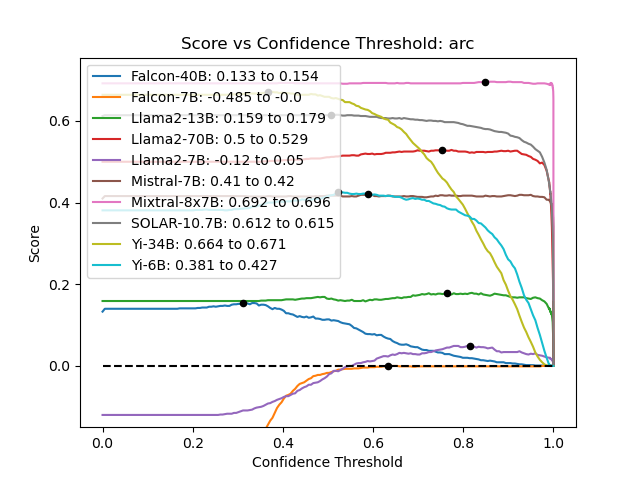 Score vs Confidence Threshold: arc
Falcon-40B: 0.133 to 0.154
Falcon-7B: -0.485 to -0.0
Llama2-13B: 0.159 to 0.179
Llama2-70B: 0.5 to 0.529
Llama2-7B: -0.12 to 0.05
Mistral-7B: 0.41 to 0.42
Mixtral-8x7B: 0.692 to 0.696
SOLAR-10.7B: 0.612 to 0.615
Yi-34B: 0.664 to 0.671
Yi-6B: 0.381 to 0.427
Score
0.6
0.4
0.2
0.0
0.0 0.2 0.4 0.6 0.8 1.0
Confidence Threshold